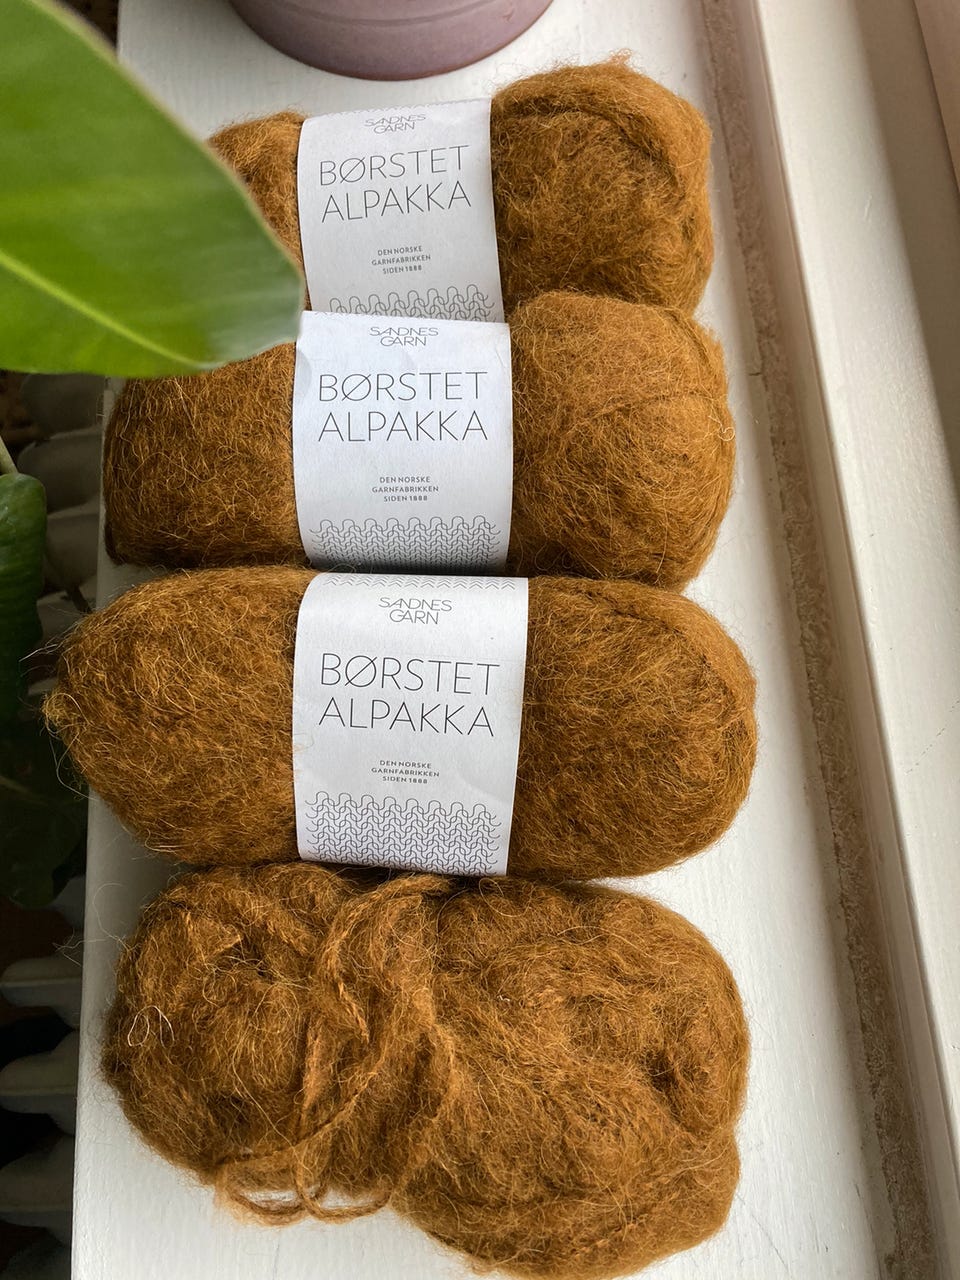 SANDNES
GARN
BØRSTET
ALPAKKA
DEN NORSKE
GARNFABRIKKEN
SIDEN 1888
SANDNES
GARN
BØRSTET
ALPAKKA
DEN NORSKE
GARNFABRIKKEN
SIDEN 1888
SANDNES
GARN
BØRSTET
ALPAKKA
DEN NORSKE
GARNFABRIKKEN
SIDEN 1888